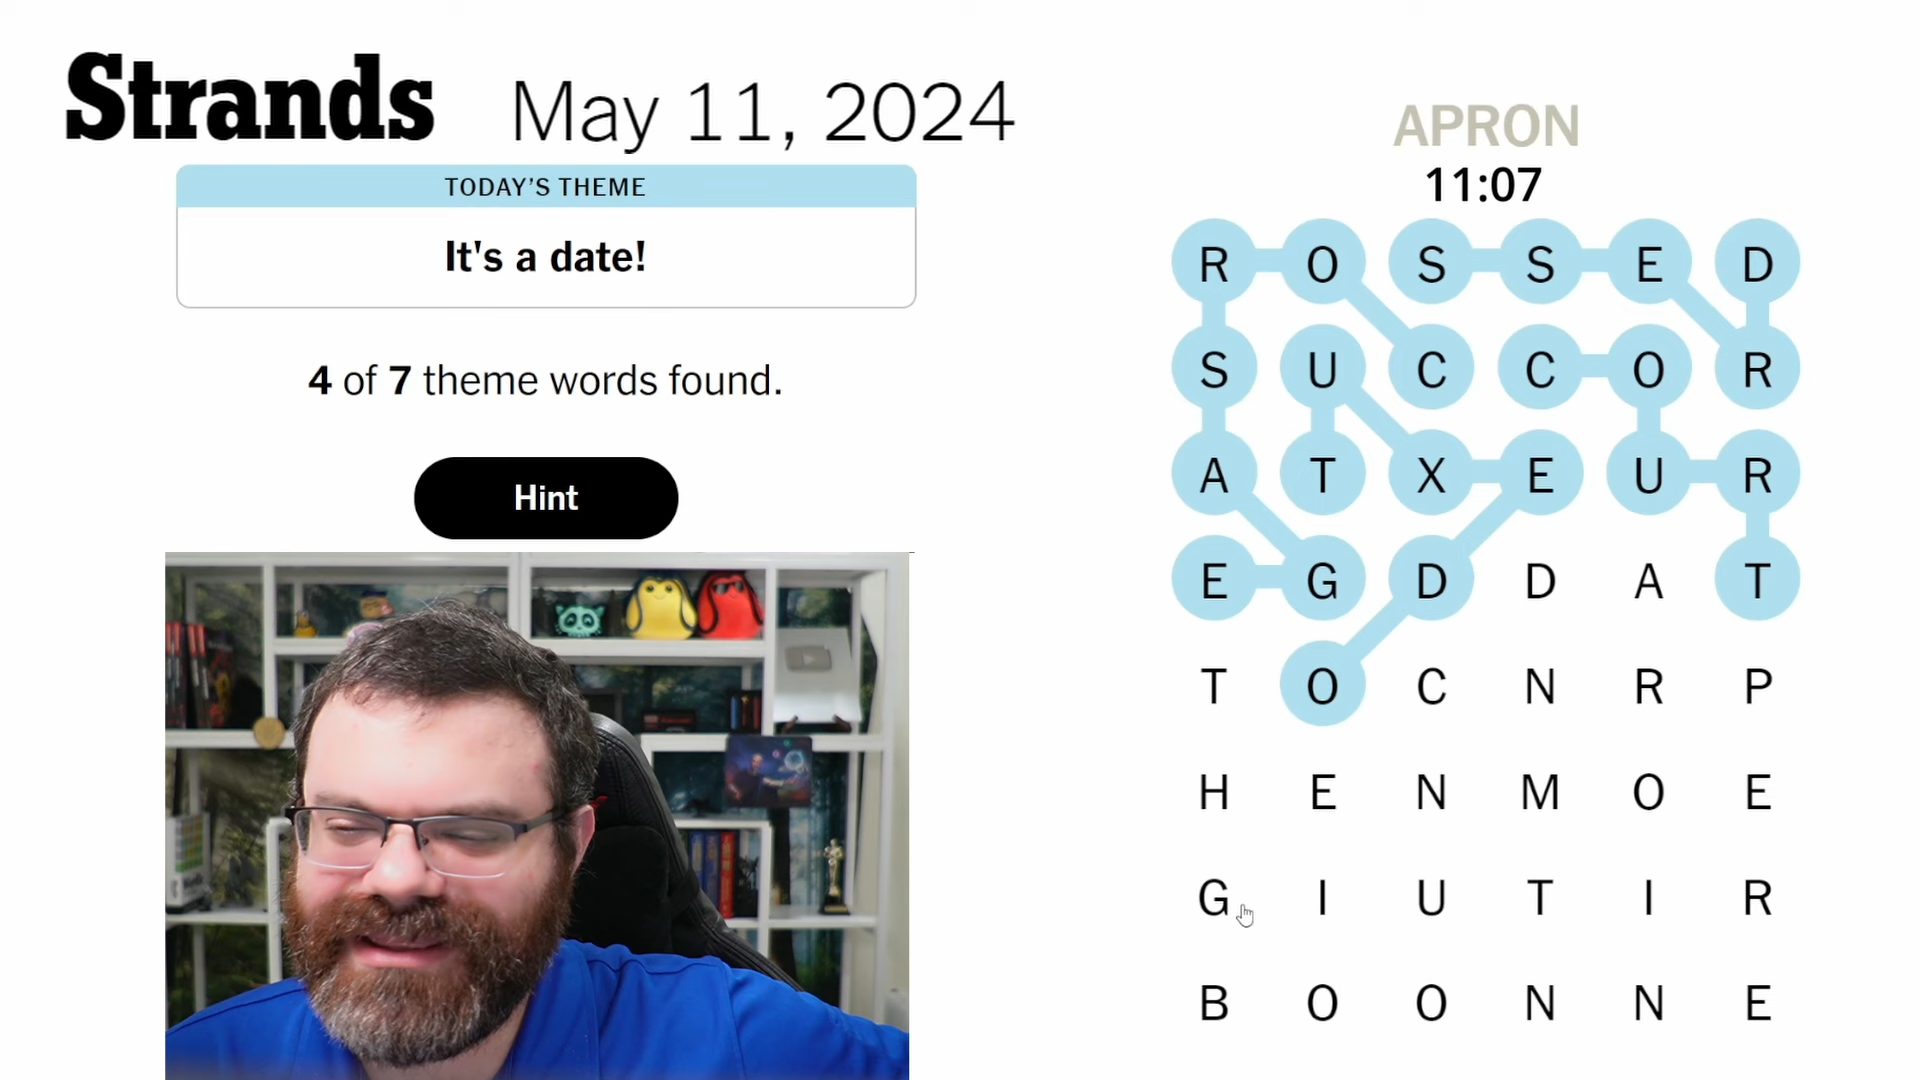 Strands May 11, 2024
TODAY'S THEME
It's a date!
4 of 7 theme words found.
Hint
APRON
11:07
R O S S E D
S U C C O R
A T X E U R
E G D D A T
T O C N R P
H E N M O E
G I U T I R
B O O N N E